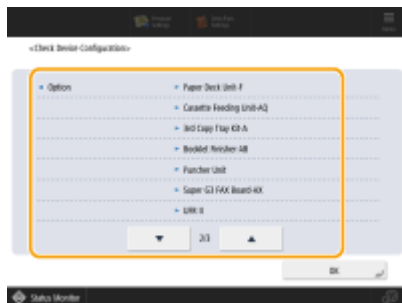 <Check Device Configuration>
Option
Paper Deck Unit-F
Cassette Feeding Unit-AQ
3rd Copy Tray Kit-A
Booklet Finisher-AB
Puncher Unit
Super G3 FAX Board-AX
UFR II
2/3
OK
Status Monitor